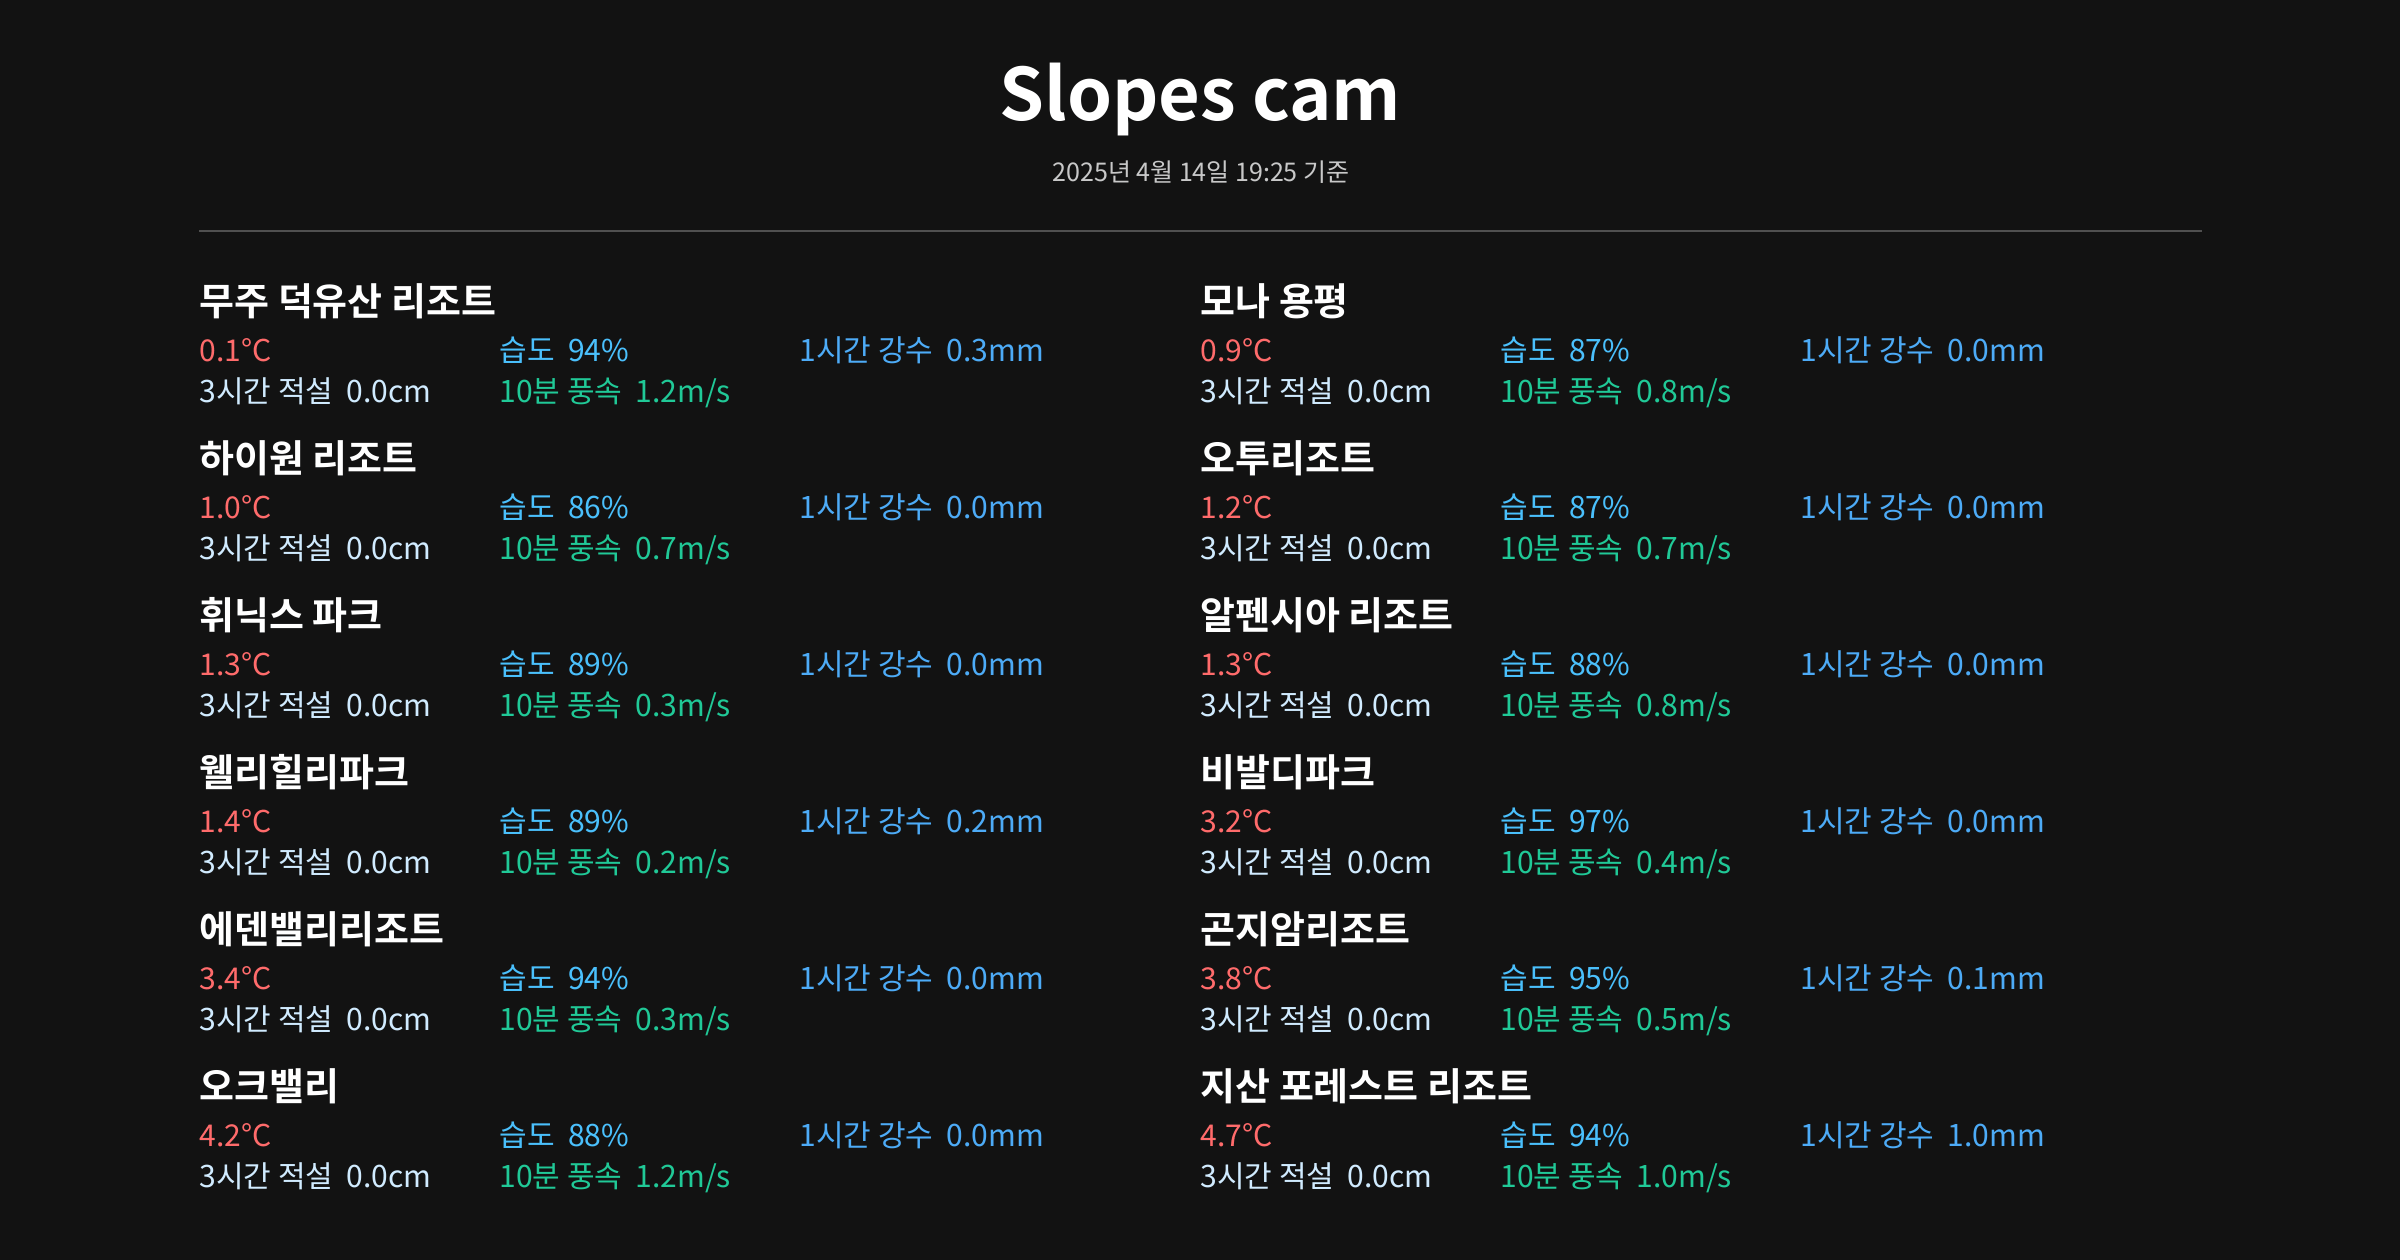 Slopes cam
2025년 4월 14일 19:25 기준
무주 덕유산 리조트
0.1°C 습도 94% 1시간 강수 0.3mm
3시간 적설 0.0cm 10분 풍속 1.2m/s
모나 용평
0.9°C 습도 87% 1시간 강수 0.0mm
3시간 적설 0.0cm 10분 풍속 0.8m/s
하이원 리조트
1.0°C 습도 86% 1시간 강수 0.0mm
3시간 적설 0.0cm 10분 풍속 0.7m/s
오투리조트
1.2°C 습도 87% 1시간 강수 0.0mm
3시간 적설 0.0cm 10분 풍속 0.7m/s
휘닉스 파크
1.3°C 습도 89% 1시간 강수 0.0mm
3시간 적설 0.0cm 10분 풍속 0.3m/s
알펜시아 리조트
1.3°C 습도 88% 1시간 강수 0.0mm
3시간 적설 0.0cm 10분 풍속 0.8m/s
웰리힐리파크
1.4°C 습도 89% 1시간 강수 0.2mm
3시간 적설 0.0cm 10분 풍속 0.2m/s
비발디파크
3.2°C 습도 97% 1시간 강수 0.0mm
3시간 적설 0.0cm 10분 풍속 0.4m/s
에덴밸리리조트
3.4°C 습도 94% 1시간 강수 0.0mm
3시간 적설 0.0cm 10분 풍속 0.3m/s
곤지암리조트
3.8°C 습도 95% 1시간 강수 0.1mm
3시간 적설 0.0cm 10분 풍속 0.5m/s
오크밸리
4.2°C 습도 88% 1시간 강수 0.0mm
3시간 적설 0.0cm 10분 풍속 1.2m/s
지산 포레스트 리조트
4.7°C 습도 94% 1시간 강수 1.0mm
3시간 적설 0.0cm 10분 풍속 1.0m/s